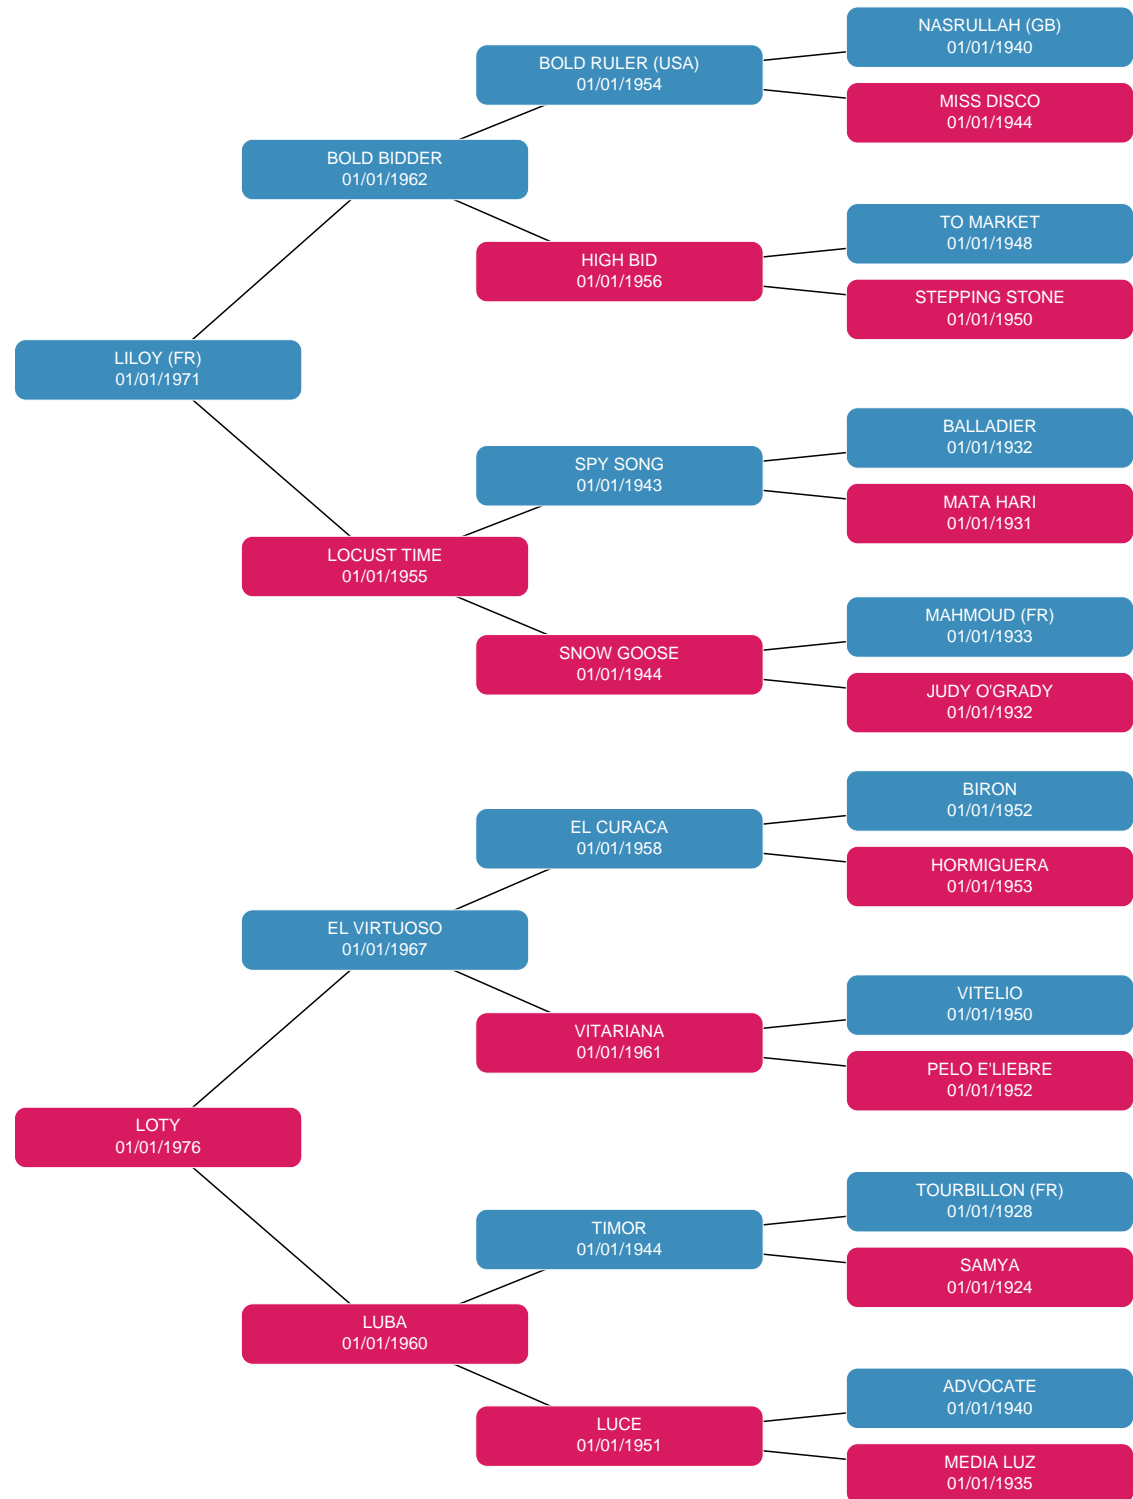 NASRULLAH (GB)
01/01/1940
BOLD RULER (USA)
01/01/1954
MISS DISCO
01/01/1944
BOLD BIDDER
01/01/1962
TO MARKET
01/01/1948
HIGH BID
01/01/1956
STEPPING STONE
01/01/1950
LILOY (FR)
01/01/1971
BALLADIER
01/01/1932
SPY SONG
01/01/1943
MATA HARI
01/01/1931
LOCUST TIME
01/01/1955
MAHMOUD (FR)
01/01/1933
SNOW GOOSE
01/01/1944
JUDY O'GRADY
01/01/1932
BIRON
01/01/1952
EL CURACA
01/01/1958
HORMIGUERA
01/01/1953
EL VIRTUOSO
01/01/1967
VITELIO
01/01/1950
VITARIANA
01/01/1961
PELO E'LIEBRE
01/01/1952
LOTY
01/01/1976
TOURBILLON (FR)
01/01/1928
TIMOR
01/01/1944
SAMYA
01/01/1924
LUBA
01/01/1960
ADVOCATE
01/01/1940
LUCE
01/01/1951
MEDIA LUZ
01/01/1935